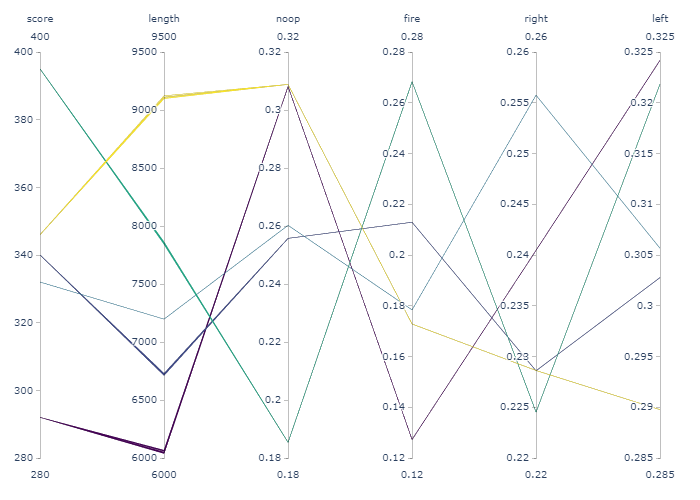 score length noop fire right left
400 9500 0.32 0.28 0.26 0.325
400 9500 0.32 0.28 0.26 0.325
380 9000 0.3 0.26 0.255 0.32
360 8500 0.28 0.24 0.25 0.315
340 8000 0.26 0.22 0.245 0.31
320 7500 0.24 0.2 0.24 0.305
300 7000 0.22 0.18 0.235 0.3
280 6500 0.2 0.16 0.23 0.295
6000 0.18 0.14 0.225 0.29
0.12 0.22 0.285
280 6000 0.18 0.12 0.22 0.285